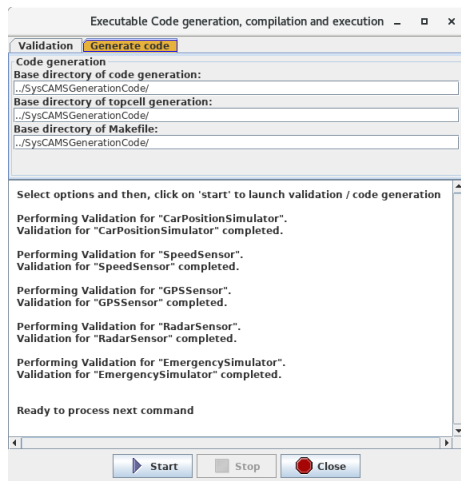 Executable Code generation, compilation and execution
Validation Generate code
Code generation
Base directory of code generation:
../SysCAMSGenerationCode/
Base directory of topcell generation:
../SysCAMSGenerationCode/
Base directory of Makefile:
../SysCAMSGenerationCode/
Select options and then, click on 'start' to launch validation / code generation
Performing Validation for "CarPositionSimulator".
Validation for "CarPositionSimulator" completed.
Performing Validation for "SpeedSensor".
Validation for "SpeedSensor" completed.
Performing Validation for "GPSSensor".
Validation for "GPSSensor" completed.
Performing Validation for "RadarSensor".
Validation for "RadarSensor" completed.
Performing Validation for "EmergencySimulator".
Validation for "EmergencySimulator" completed.
Ready to process next command
Start Stop Close